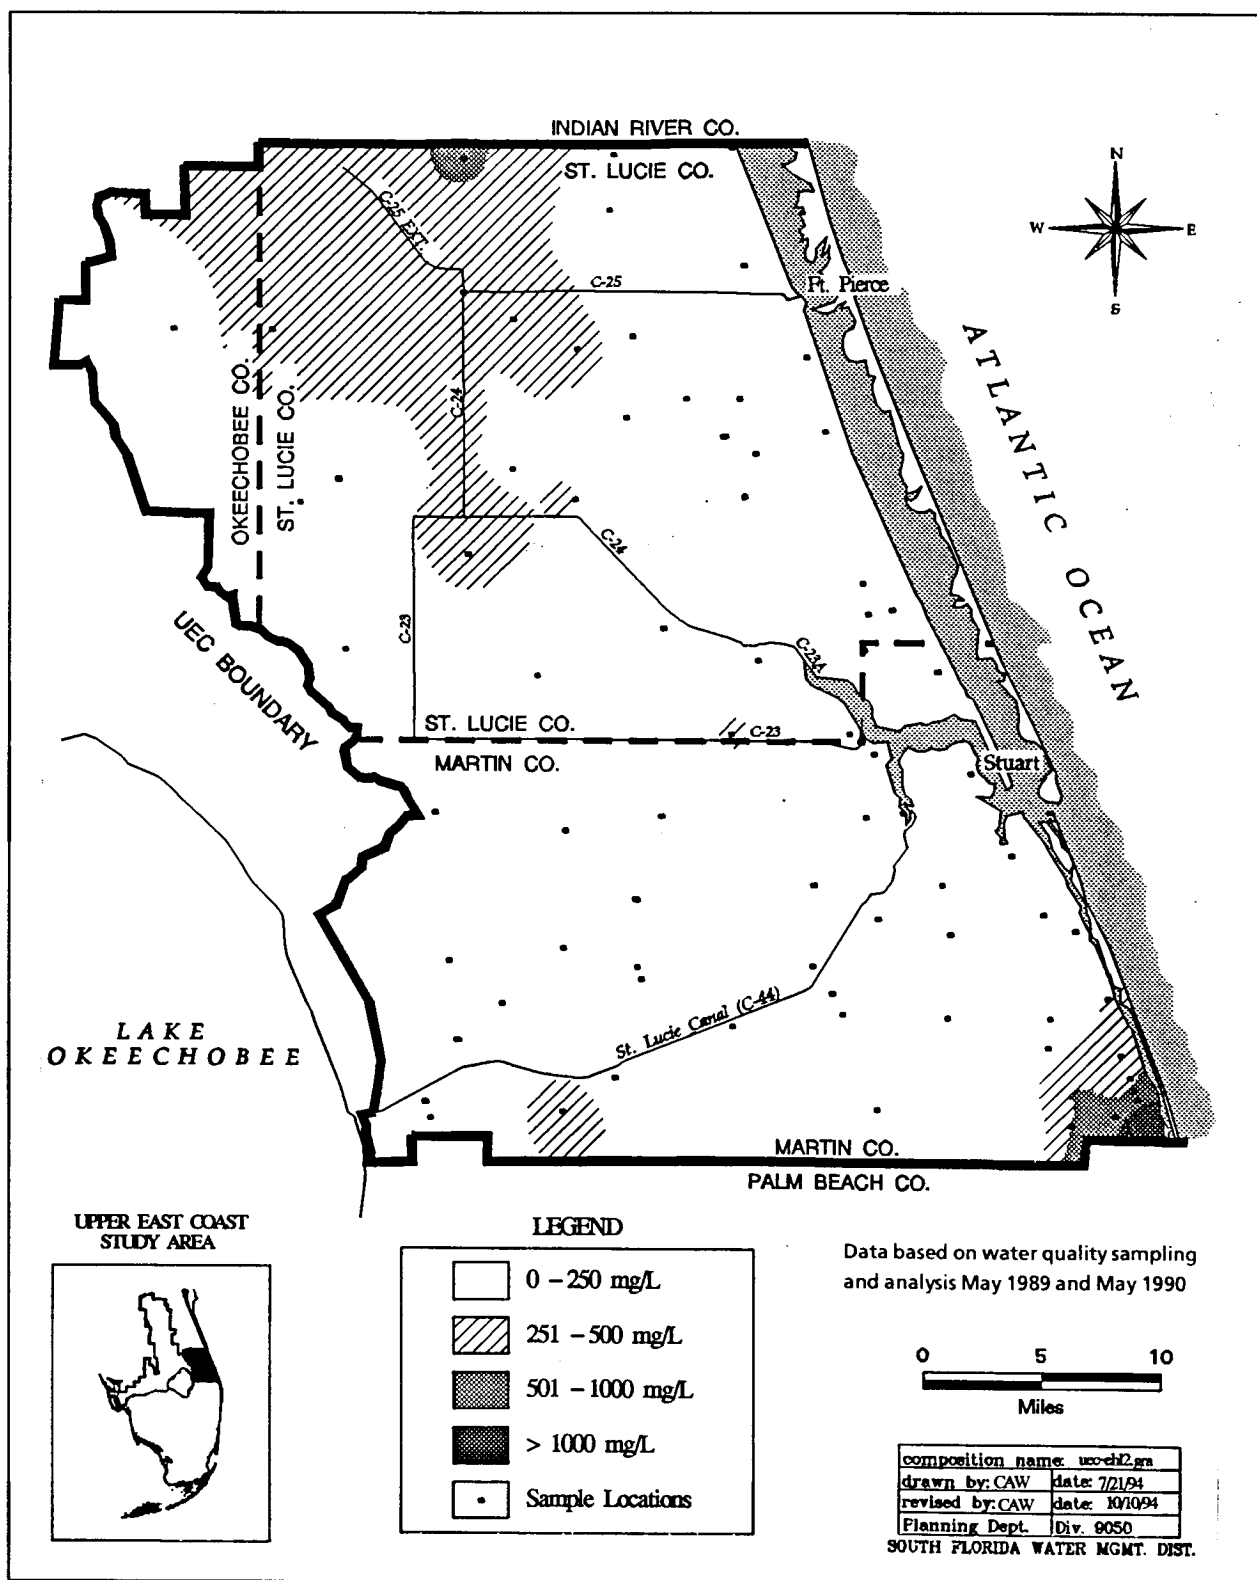 INDIAN RIVER CO.
ST. LUCIE CO.
N
W
E
S
C-25 EXT.
C-25
Ft. Pierce
ATLANTIC OCEAN
OKEECHOBEE CO.
ST. LUCIE CO.
C-24
C-24
C-23
C-23A
UEC BOUNDARY
ST. LUCIE CO.
C-23
MARTIN CO.
Stuart
St. Lucie Canal (C-44)
LAKE
OKEECHOBEE
MARTIN CO.
PALM BEACH CO.
UPPER EAST COAST
STUDY AREA
LEGEND
0 – 250 mg/L
251 – 500 mg/L
501 – 1000 mg/L
> 1000 mg/L
Sample Locations
Data based on water quality sampling
and analysis May 1989 and May 1990
0 5 10
Miles
composition name: uec-chl2.gra
drawn by: CAW date: 7/21/94
revised by: CAW date: 10/10/94
Planning Dept. Div. 9050
SOUTH FLORIDA WATER MGMT. DIST.